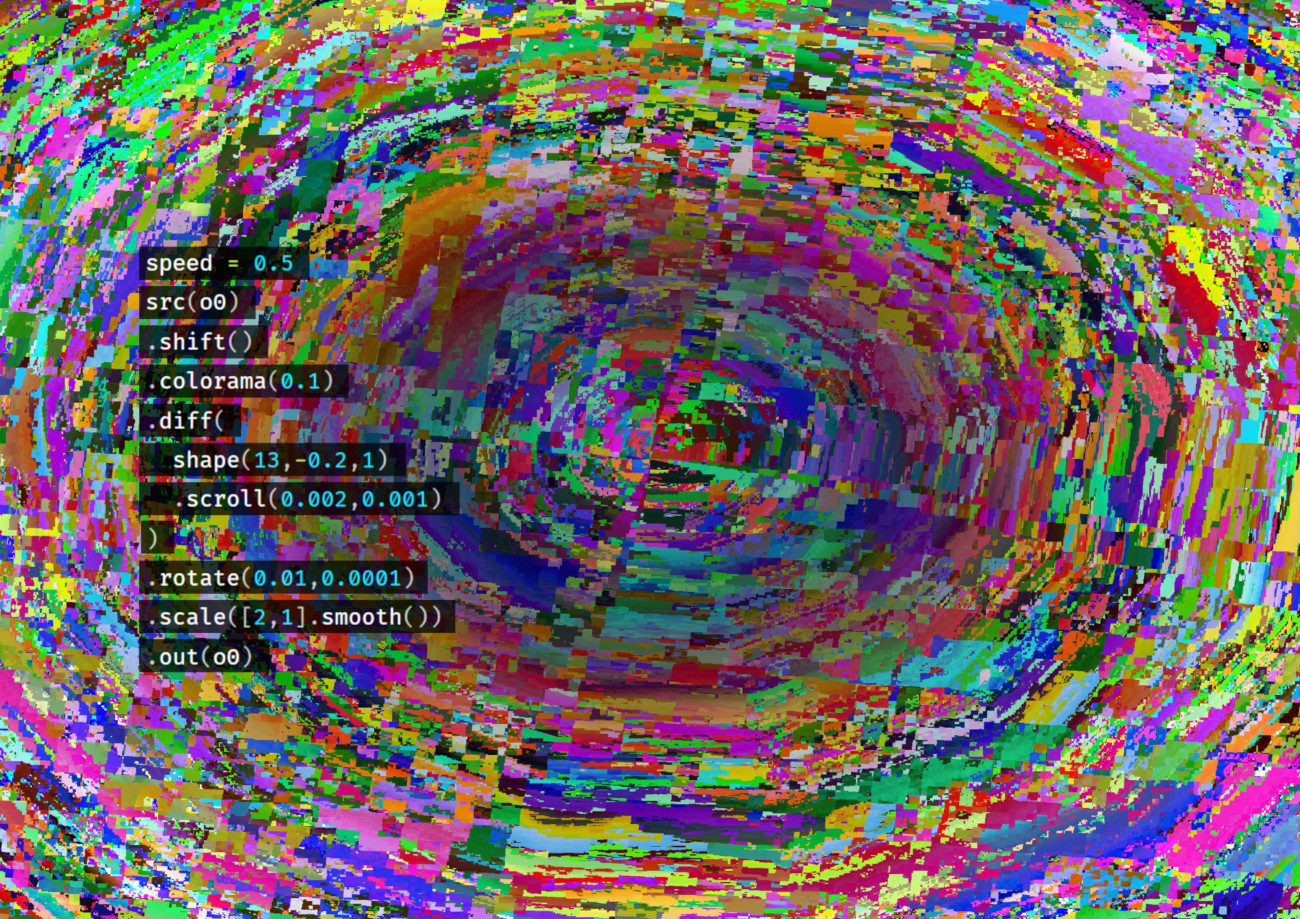 speed = 0.5
src(o0)
.shift()
.colorama(0.1)
.diff(
  shape(13,-0.2,1)
  .scroll(0.002,0.001)
)
.rotate(0.01,0.0001)
.scale([2,1].smooth())
.out(o0)